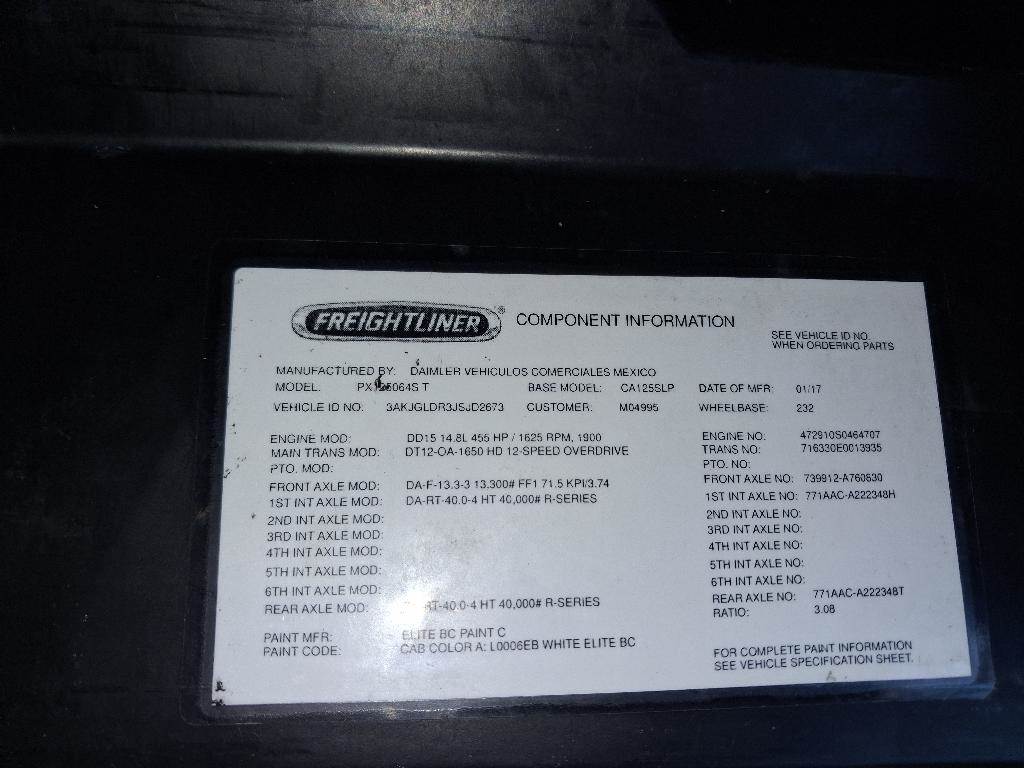 FREIGHTLINER® COMPONENT INFORMATION
SEE VEHICLE ID NO.
WHEN ORDERING PARTS
MANUFACTURED BY: DAIMLER VEHICULOS COMERCIALES MEXICO
MODEL: 064S T BASE MODEL: CA125SLP DATE OF MFR: 01/17
VEHICLE ID NO: 3AKJGLDR3JSJD2673 CUSTOMER: M04995 WHEELBASE: 232
ENGINE MOD: DD15 14.8L 455 HP / 1625 RPM, 1900 ENGINE NO: 472910S0464707
MAIN TRANS MOD: DT12-OA-1650 HD 12-SPEED OVERDRIVE TRANS NO: 716330E0013935
PTO. MOD: PTO. NO:
FRONT AXLE MOD: DA-F-13.3-3 13,300# FF1 71.5 KPI/3.74 FRONT AXLE NO: 739912-A760630
1ST INT AXLE MOD: DA-RT-40.0-4 HT 40,000# R-SERIES 1ST INT AXLE NO: 771AAC-A222348H
2ND INT AXLE MOD: 2ND INT AXLE NO:
3RD INT AXLE MOD: 3RD INT AXLE NO:
4TH INT AXLE MOD: 4TH INT AXLE NO:
5TH INT AXLE MOD: 5TH INT AXLE NO:
6TH INT AXLE MOD: 6TH INT AXLE NO:
REAR AXLE MOD: RT-40.0-4 HT 40,000# R-SERIES REAR AXLE NO: 771AAC-A222348T
RATIO: 3.08
PAINT MFR: ELITE BC PAINT C
PAINT CODE: CAB COLOR A: L0006EB WHITE ELITE BC
FOR COMPLETE PAINT INFORMATION
SEE VEHICLE SPECIFICATION SHEET.